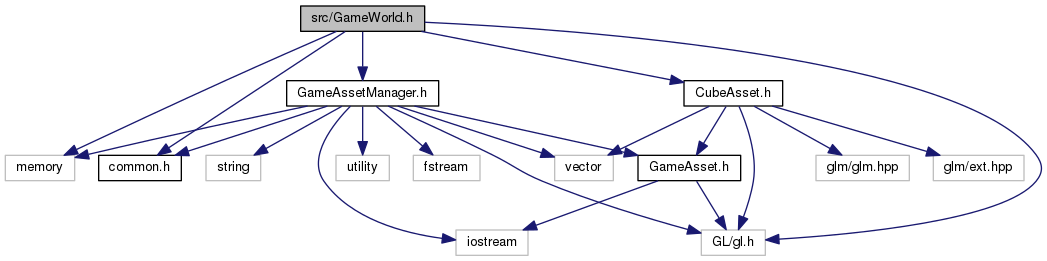 src/GameWorld.h
GameAssetManager.h
CubeAsset.h
memory
common.h
string
utility
fstream
vector
GameAsset.h
glm/glm.hpp
glm/ext.hpp
iostream
GL/gl.h